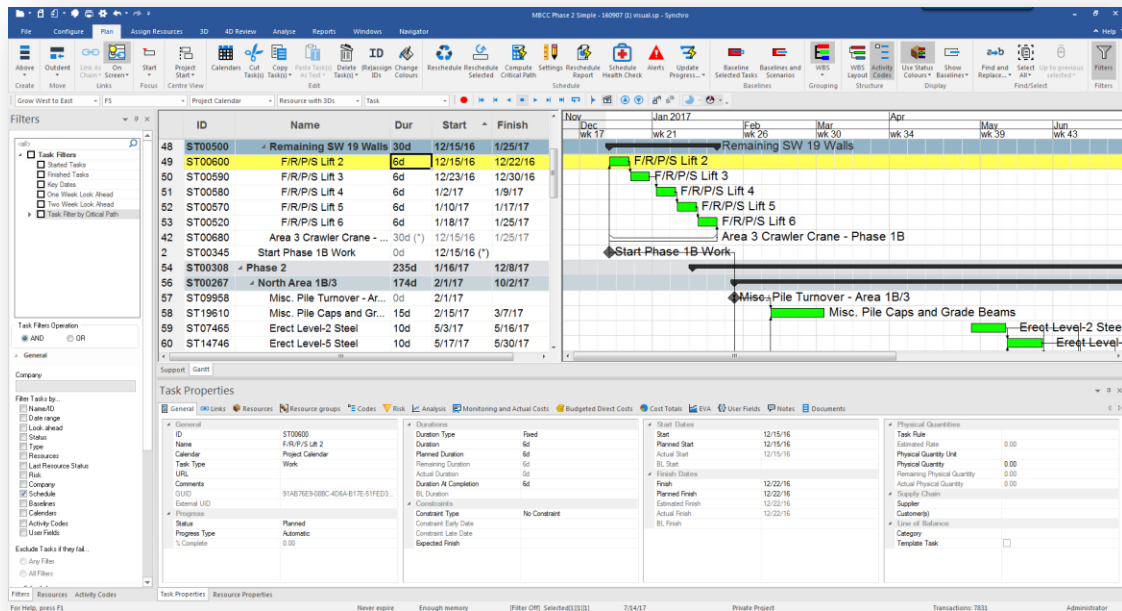 MBCC Phase 2 Simple - 160907 (1) visual.cp - Synchro
File Configure Plan Assign Resources 3D 4D Review Analyse Reports Windows Navigator Help
Above Outdent Link As On Start Project Calendars Cut Copy Paste Task(s) Delete (Re)assign Change Reschedule Reschedule Compute Settings Reschedule Schedule Alerts Update Baseline Baselines and WBS WBS Activity Use Status Show Find and Select Up to previous Filters
Chain Screen Start Task(s) Task(s) As Text Task(s) IDs Colours Selected Critical Path Report Health Check Progress... Selected Tasks Scenarios Layout Codes Colours Baselines Replace... All selected
Create Move Links Focus Centre View Edit Schedule Baselines Grouping Structure Display Find/Select Filters
Grow West to East FS Project Calendar Resource with 3Ds Task
Filters
<all>
Task Filters
Started Tasks
Finished Tasks
Key Dates
One Week Look Ahead
Two Week Look Ahead
Task Filter by Critical Path
Task Filters Operation
AND OR
General
Company
Filter Tasks by...
Name/ID
Date range
Look ahead
Status
Type
Resources
Last Resource Status
Risk
Company
Schedule
Baselines
Calendars
Activity Codes
User Fields
Exclude Tasks if they fail...
Any Filter
All Filters
Filters Resources Activity Codes
ID Name Dur Start Finish
48 ST00500 Remaining SW 19 Walls 30d 12/15/16 1/25/17
49 ST00600 F/R/P/S Lift 2 6d 12/15/16 12/22/16
50 ST00590 F/R/P/S Lift 3 6d 12/23/16 12/30/16
51 ST00580 F/R/P/S Lift 4 6d 1/2/17 1/9/17
52 ST00570 F/R/P/S Lift 5 6d 1/10/17 1/17/17
53 ST00520 F/R/P/S Lift 6 6d 1/18/17 1/25/17
42 ST00680 Area 3 Crawler Crane - ... 30d (*) 12/15/16 1/25/17
2 ST00345 Start Phase 1B Work 0d 12/15/16 (*)
54 ST00308 Phase 2 235d 1/16/17 12/8/17
56 ST00267 North Area 1B/3 174d 2/1/17 10/2/17
57 ST09958 Misc. Pile Turnover - Ar... 0d 2/1/17
58 ST19610 Misc. Pile Caps and Gr... 15d 2/15/17 3/7/17
59 ST07465 Erect Level-2 Steel 10d 5/3/17 5/16/17
60 ST14746 Erect Level-5 Steel 10d 5/17/17 5/30/17
Nov Jan 2017 Apr
Dec Feb Mar May Jun
wk 17 wk 21 wk 26 wk 30 wk 34 wk 39 wk 43
Remaining SW 19 Walls
F/R/P/S Lift 2
F/R/P/S Lift 3
F/R/P/S Lift 4
F/R/P/S Lift 5
F/R/P/S Lift 6
Area 3 Crawler Crane - Phase 1B
Start Phase 1B Work
Misc. Pile Turnover - Area 1B/3
Misc. Pile Caps and Grade Beams
Erect Level-2 Stee
Erect Level-
Support Gantt
Task Properties
General Links Resources Resource groups Codes Risk Analysis Monitoring and Actual Costs Budgeted Direct Costs Cost Totals EVA User Fields Notes Documents
General
ID ST00600
Name F/R/P/S Lift 2
Calendar Project Calendar
Task Type Work
URL
Comments
GUID 91AB76E9-08BC-4D6A-B17E-51FED3...
External UID
Progress
Status Planned
Progress Type Automatic
% Complete 0.00
Durations
Duration Type Fixed
Duration 6d
Planned Duration 6d
Remaining Duration 6d
Actual Duration 0d
Duration At Completion 6d
BL Duration
Constraints
Constraint Type No Constraint
Constraint Early Date
Constraint Late Date
Expected Finish
Start Dates
Start 12/15/16
Planned Start 12/15/16
Actual Start 12/15/16
BL Start
Finish Dates
Finish 12/22/16
Planned Finish 12/22/16
Estimated Finish 12/22/16
Actual Finish 12/22/16
BL Finish
Physical Quantities
Task Rule
Estimated Rate 0.00
Physical Quantity Unit
Physical Quantity 0.00
Remaining Physical Quantity 0.00
Actual Physical Quantity 0.00
Supply Chain
Supplier
Customer(s)
Line of Balance
Category
Template Task
Task Properties Resource Properties
For Help, press F1 Never expire Enough memory [Filter Off] Selected[1][1][1] 7/14/17 Private Project Transactions: 7831 Administrator